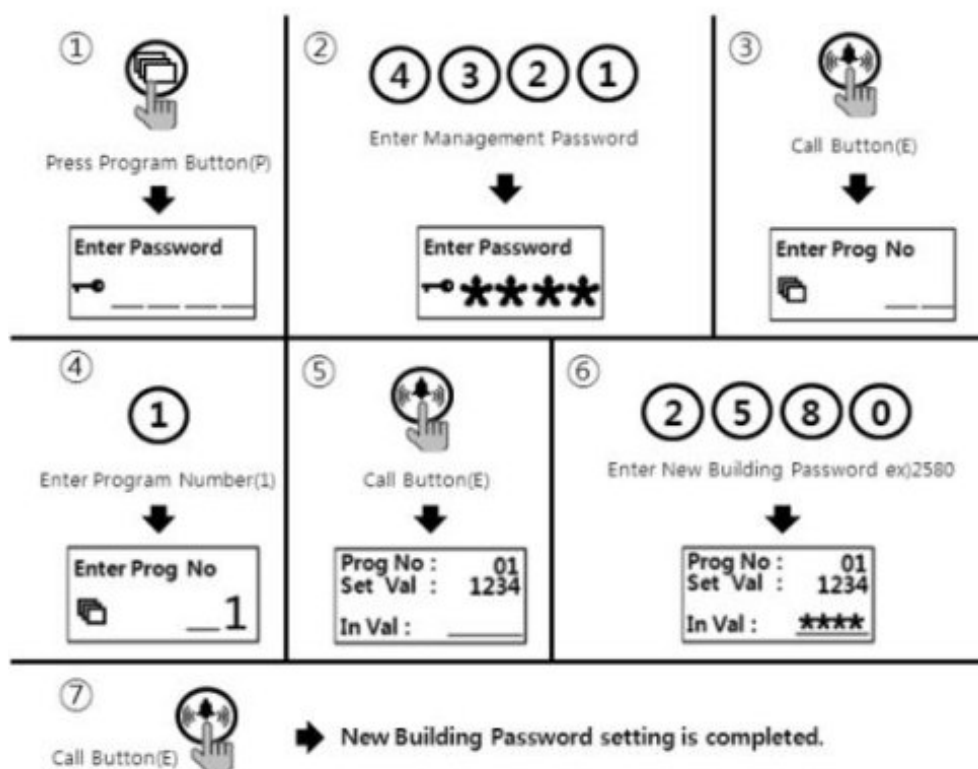 ①
Press Program Button(P)
Enter Password
②
4 3 2 1
Enter Management Password
Enter Password
****
③
Call Button(E)
Enter Prog No
④
1
Enter Program Number(1)
Enter Prog No
_1
⑤
Call Button(E)
Prog No : 01
Set Val : 1234
In Val :
⑥
2 5 8 0
Enter New Building Password ex)2580
Prog No : 01
Set Val : 1234
In Val : ****
⑦
Call Button(E)
New Building Password setting is completed.